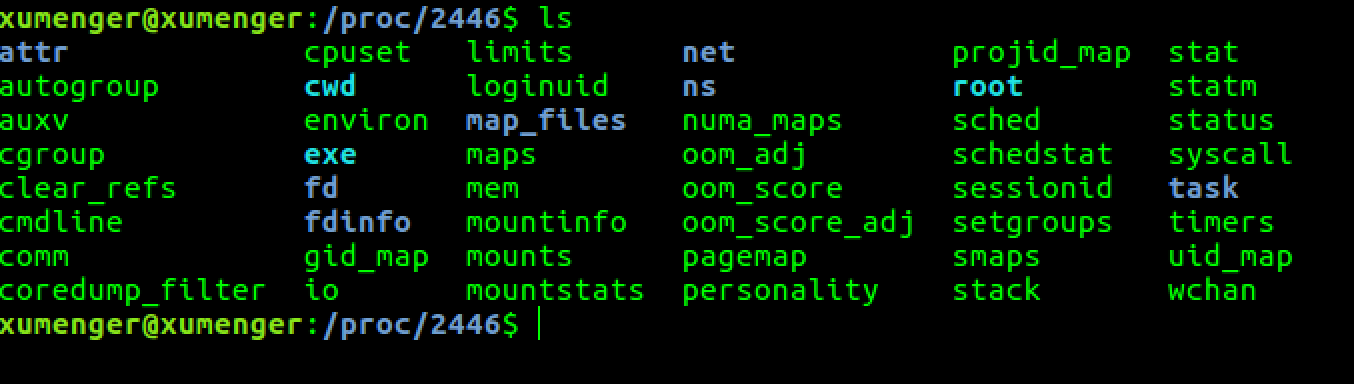 xumenger@xumenger:/proc/2446$ ls
attr cpuset limits net projid_map stat
autogroup cwd loginuid ns root statm
auxv environ map_files numa_maps sched status
cgroup exe maps oom_adj schedstat syscall
clear_refs fd mem oom_score sessionid task
cmdline fdinfo mountinfo oom_score_adj setgroups timers
comm gid_map mounts pagemap smaps uid_map
coredump_filter io mountstats personality stack wchan
xumenger@xumenger:/proc/2446$